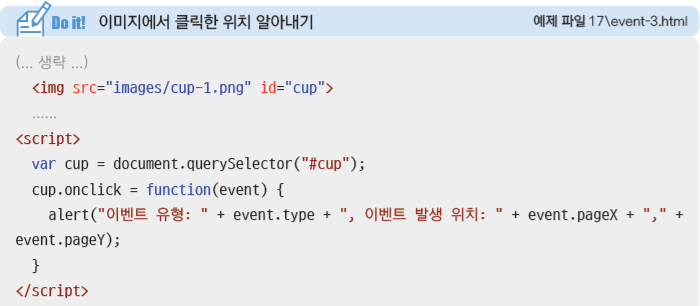 Do it! 이미지에서 클릭한 위치 알아내기 예제 파일 17\event-3.html
(... 생략 ...)
<img src="images/cup-1.png" id="cup">
......
<script>
var cup = document.querySelector("#cup");
cup.onclick = function(event) {
alert("이벤트 유형: " + event.type + ", 이벤트 발생 위치: " + event.pageX + "," +
event.pageY);
}
</script>